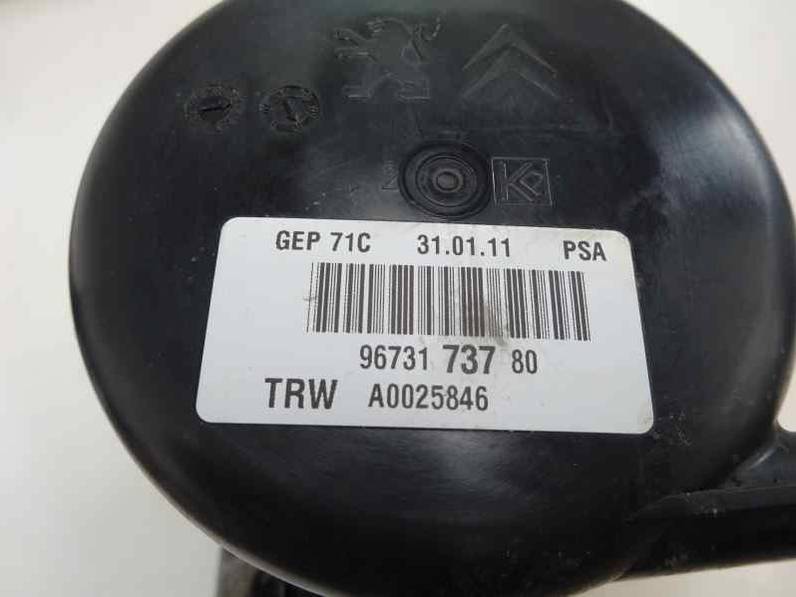 GEP 71C 31.01.11 PSA
96731 737 80
TRW A0025846